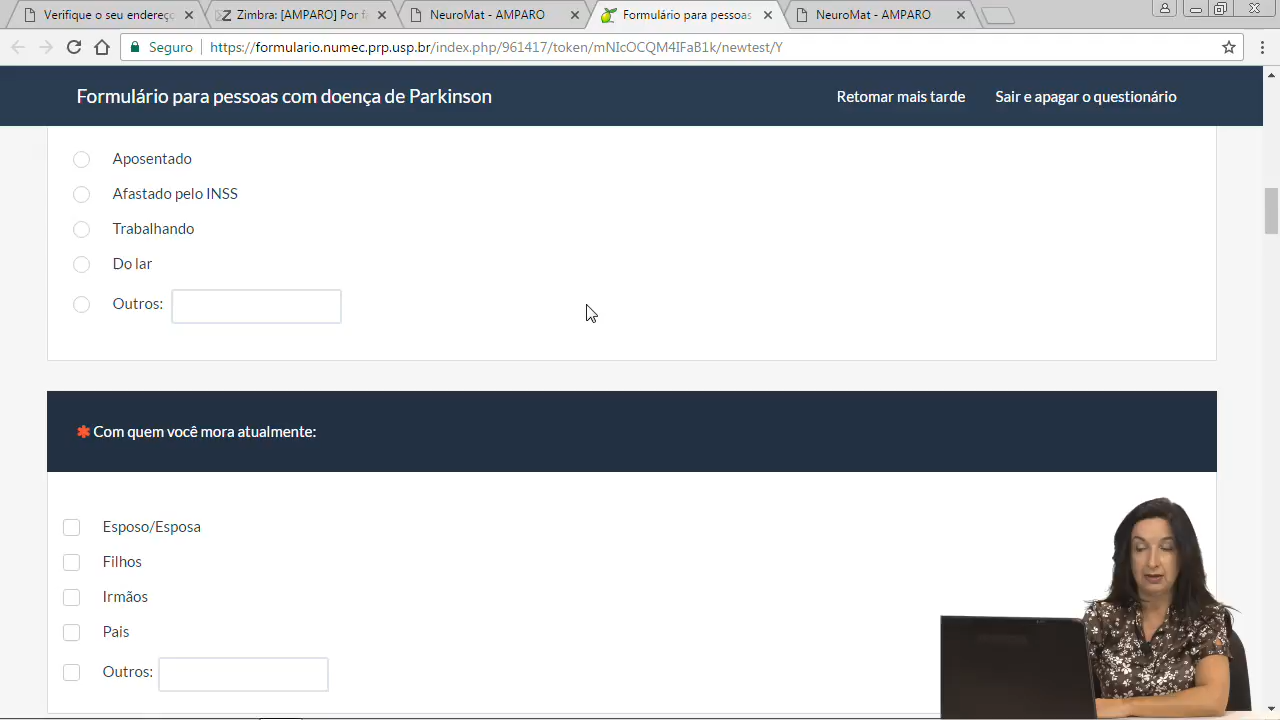 Verifique o seu endereço
Zimbra: [AMPARO] Por fa
NeuroMat - AMPARO
Formulário para pessoas
NeuroMat - AMPARO
Seguro
https://formulario.numec.prp.usp.br/index.php/961417/token/mNIcOCQM4IFaB1k/newtest/Y
Formulário para pessoas com doença de Parkinson
Retomar mais tarde
Sair e apagar o questionário
Aposentado
Afastado pelo INSS
Trabalhando
Do lar
Outros:
* Com quem você mora atualmente:
Esposo/Esposa
Filhos
Irmãos
Pais
Outros: